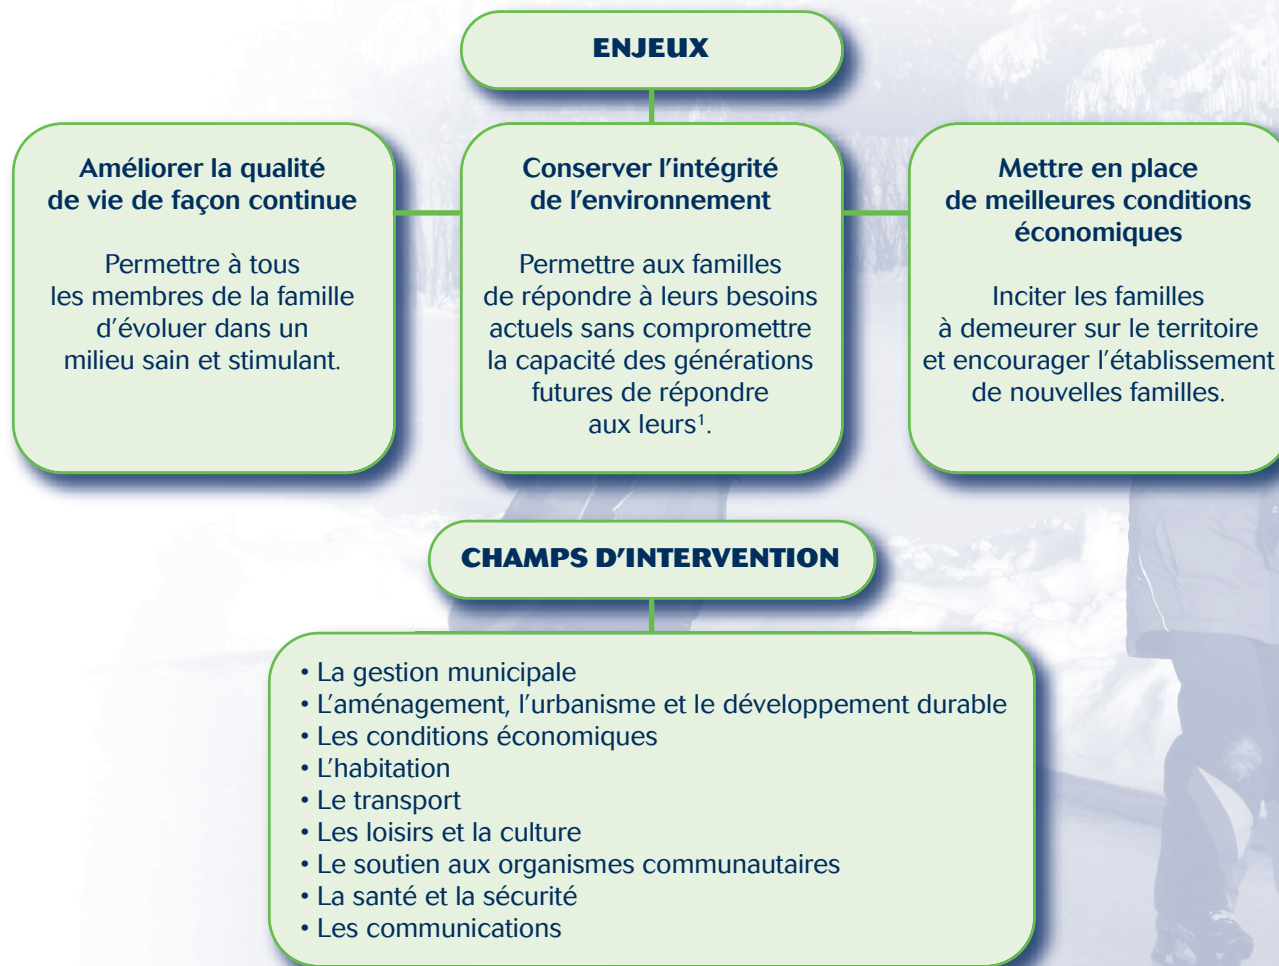 ENJEUX
Améliorer la qualité
de vie de façon continue
Permettre à tous
les membres de la famille
d'évoluer dans un
milieu sain et stimulant.
Conserver l'intégrité
de l'environnement
Permettre aux familles
de répondre à leurs besoins
actuels sans compromettre
la capacité des générations
futures de répondre
aux leurs¹.
Mettre en place
de meilleures conditions
économiques
Inciter les familles
à demeurer sur le territoire
et encourager l'établissement
de nouvelles familles.
CHAMPS D'INTERVENTION
• La gestion municipale
• L'aménagement, l'urbanisme et le développement durable
• Les conditions économiques
• L'habitation
• Le transport
• Les loisirs et la culture
• Le soutien aux organismes communautaires
• La santé et la sécurité
• Les communications